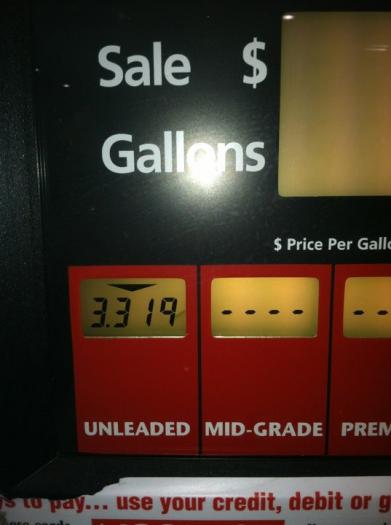 Sale $
Gallons
$ Price Per Gallo
3.319 - - - - - -
UNLEADED MID-GRADE PREM
s to pay... use your credit, debit or g